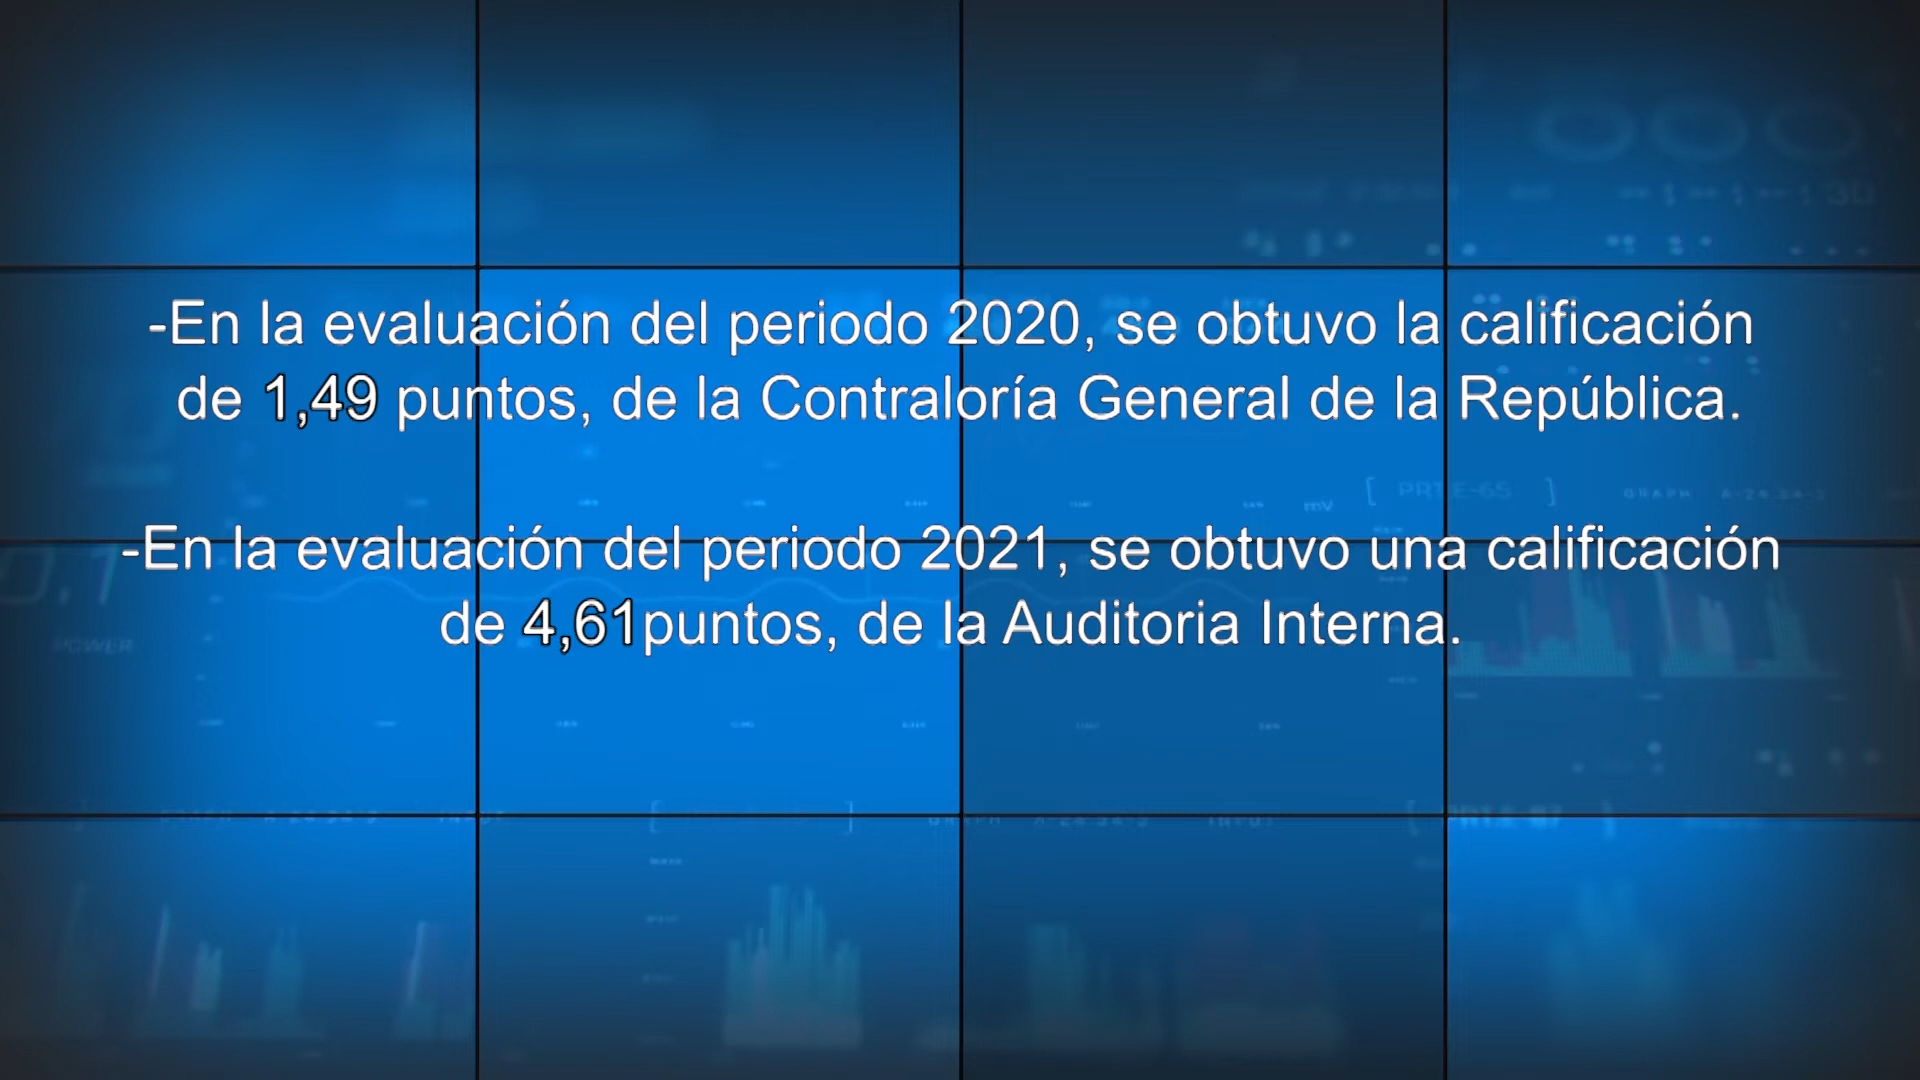 -En la evaluación del periodo 2020, se obtuvo la calificación
de 1,49 puntos, de la Contraloría General de la República.
-En la evaluación del periodo 2021, se obtuvo una calificación
de 4,61puntos, de la Auditoria Interna.